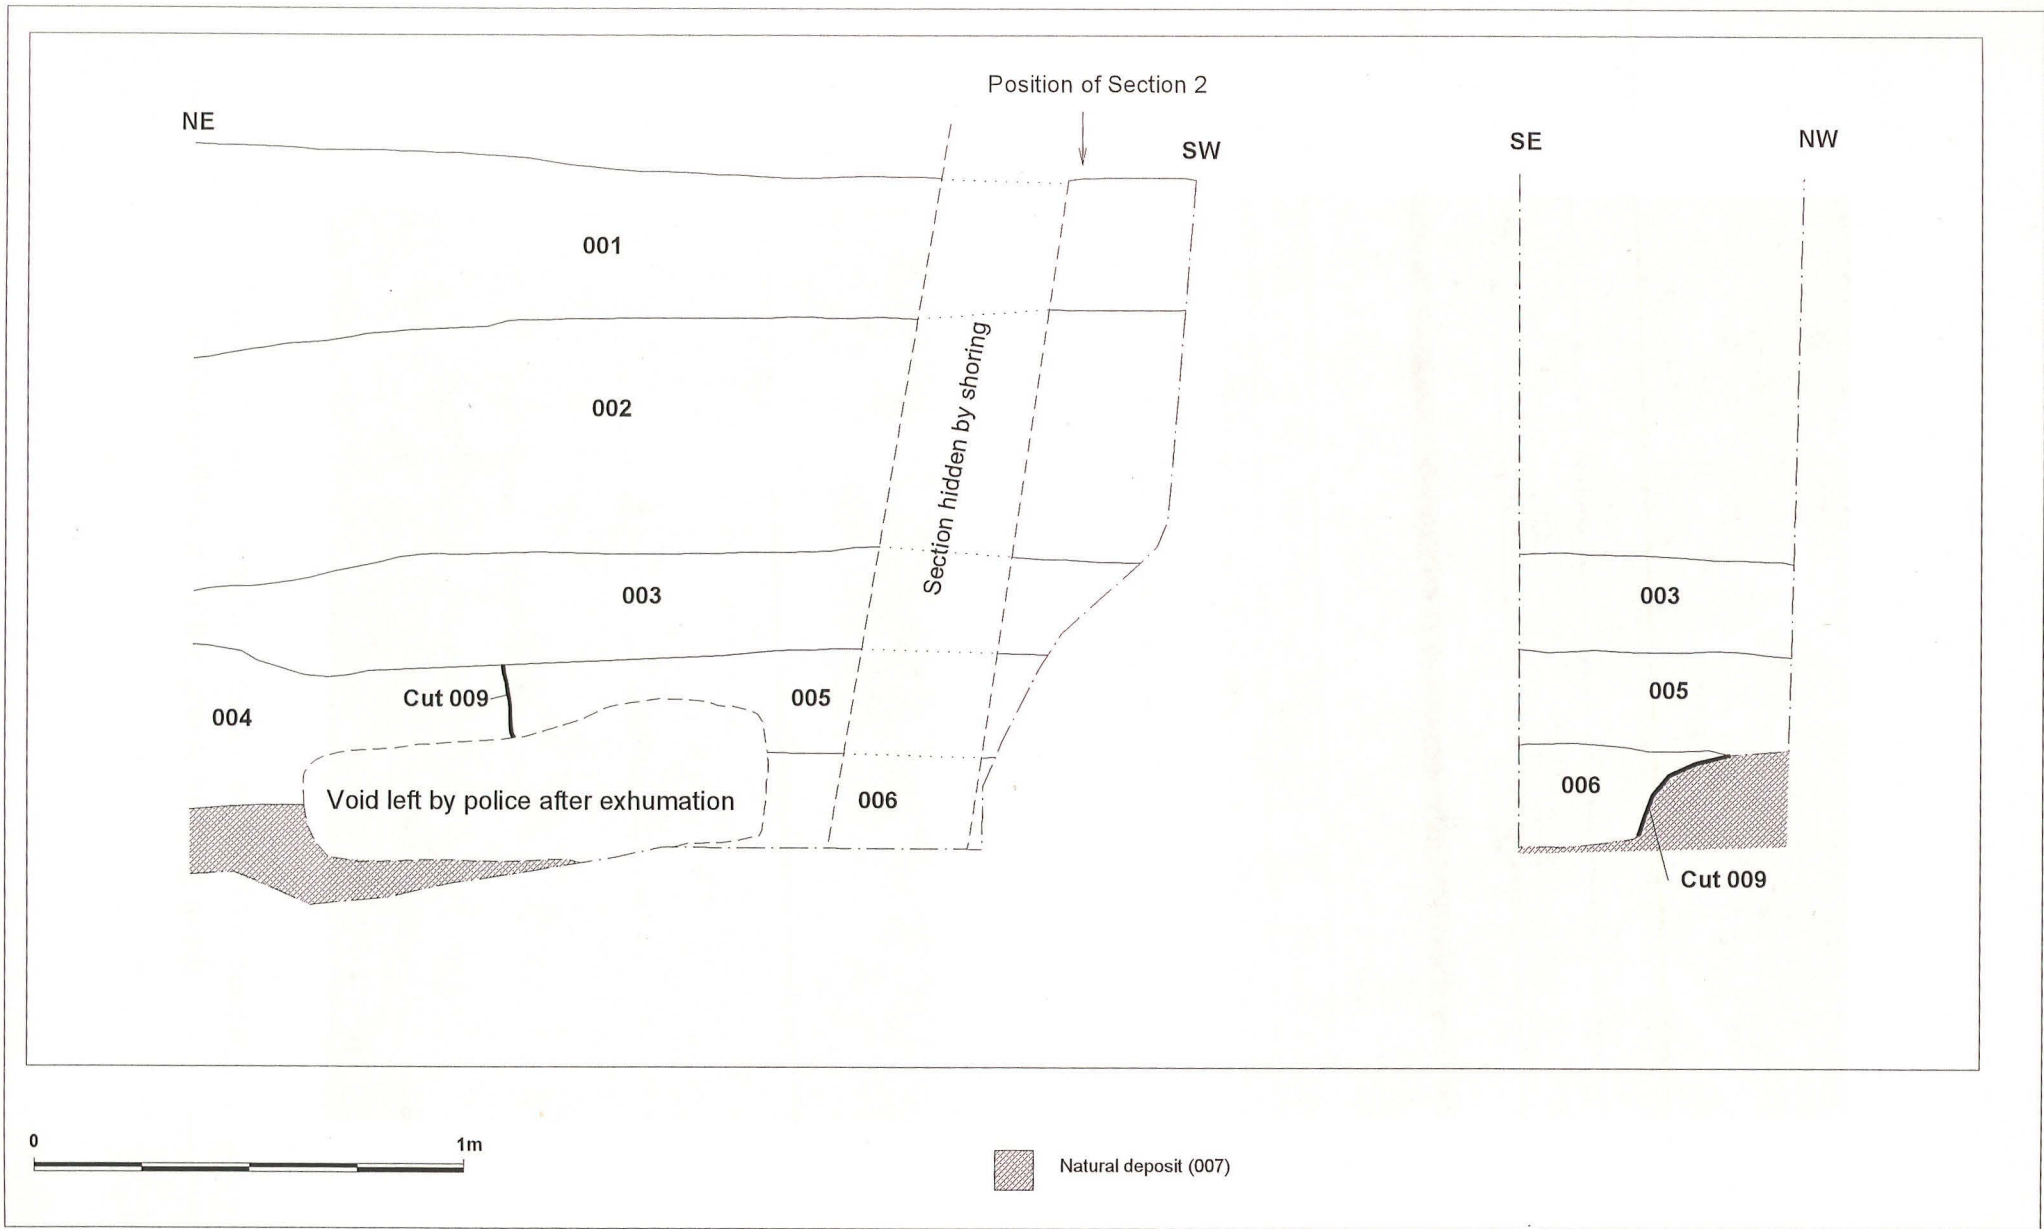 Position of Section 2
NE
SW
SE
NW
001
002
Section hidden by shoring
003
003
Cut 009
005
005
004
Void left by police after exhumation
006
006
Cut 009
0
1m
Natural deposit (007)